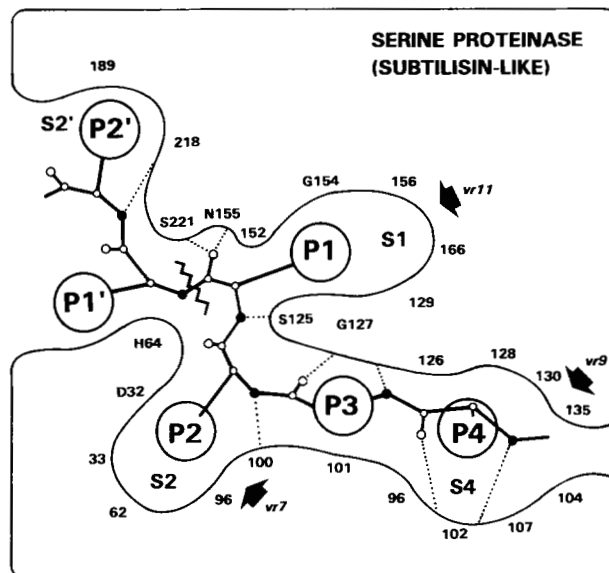 SERINE PROTEINASE
(SUBTILISIN-LIKE)
189
S2' P2'
218
G154 156 vr11
S221 N155 152
P1 S1
166
P1'
129
S125
G127
H64
126 128
130 vr9
D32
135
P3
P4
P2
33
100 101
S2 96 S4 104
62 vr7 96
102 107